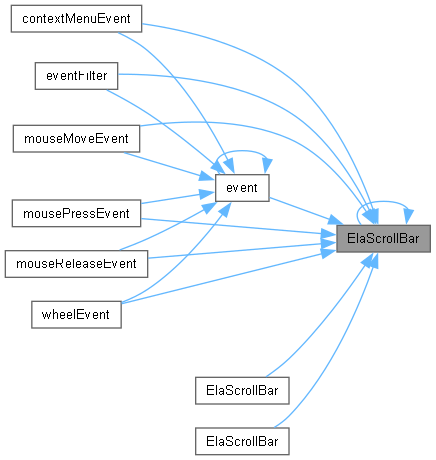 contextMenuEvent
eventFilter
mouseMoveEvent
event
mousePressEvent
ElaScrollBar
mouseReleaseEvent
wheelEvent
ElaScrollBar
ElaScrollBar